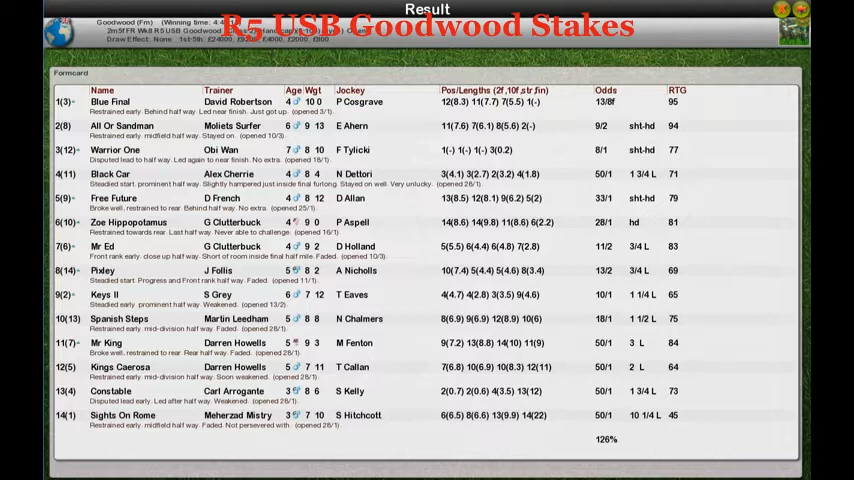 Result
R5 USB Goodwood Stakes
Goodwood (Fm) (Winning time: 4:4
2m5f FR Wk8 R5 USB Goodwood
Draw Effect: None 1st-5th: £24000, £9200, £4000, £2000, £900
Formcard
Name Trainer Age Wgt Jockey Pos/Lengths (2f,10f,str,fin) Odds RTG
1(3) Blue Final David Robertson 4 10 0 P Cosgrave 12(8.3) 11(7.7) 7(5.5) 1(-) 13/8f 95
Restrained early. Behind half way. Led near finish. Just got up. (opened 3/1).
2(8) All Or Sandman Moliets Surfer 6 9 13 E Ahern 11(7.6) 7(6.1) 8(5.6) 2(-) 9/2 sht-hd 94
Restrained early. midfield half way. Stayed on. (opened 10/3).
3(12) Warrior One Obi Wan 7 8 10 F Tylicki 1(-) 1(-) 1(-) 3(0.2) 8/1 sht-hd 77
Disputed lead to half way. Led again to near finish. No extra. (opened 18/1).
4(11) Black Car Alex Cherrie 4 8 4 N Dettori 3(4.1) 3(2.7) 2(3.2) 4(1.8) 50/1 1 3/4 L 71
Steadied start. prominent half way. Slightly hampered just inside final furlong. Stayed on well. Very unlucky. (opened 28/1).
5(9) Free Future D French 4 8 12 D Allan 13(8.5) 12(8.1) 9(6.2) 5(2) 33/1 sht-hd 79
Broke well, restrained to rear. Behind half way. No extra. (opened 25/1).
6(10) Zoe Hippopotamus G Clutterbuck 4 9 0 P Aspell 14(8.6) 14(9.8) 11(8.6) 6(2.2) 28/1 hd 81
Restrained towards rear. Last half way. Never able to challenge. (opened 16/1).
7(6) Mr Ed G Clutterbuck 4 9 2 D Holland 5(5.5) 6(4.4) 6(4.8) 7(2.8) 11/2 3/4 L 83
Front rank early. close up half way. Short of room inside final half mile. Faded. (opened 10/3).
8(14) Pixley J Follis 5 8 2 A Nicholls 10(7.4) 5(4.4) 5(4.6) 8(3.4) 13/2 3/4 L 69
Steadied start. Progress and Front rank half way. Faded. (opened 11/1).
9(2) Keys II S Grey 6 7 12 T Eaves 4(4.7) 4(2.8) 3(3.5) 9(4.6) 10/1 1 1/4 L 65
Steadied early. prominent half way. Weakened. (opened 13/2).
10(13) Spanish Steps Martin Leedham 5 8 8 N Chalmers 8(6.9) 9(6.9) 12(8.9) 10(6) 18/1 1 1/2 L 75
Restrained early. mid-division half way. Faded. (opened 28/1).
11(7) Mr King Darren Howells 5 9 3 M Fenton 9(7.2) 13(8.8) 14(10) 11(9) 50/1 3 L 84
Broke well, restrained to rear. Rear half way. Faded. (opened 28/1).
12(5) Kings Caerosa Darren Howells 5 7 11 T Callan 7(6.8) 10(6.9) 10(8.3) 12(11) 50/1 2 L 64
Restrained early. mid-division half way. Soon weakened. (opened 28/1).
13(4) Constable Carl Arrogante 3 8 6 S Kelly 2(0.7) 2(0.6) 4(3.5) 13(12) 50/1 1 3/4 L 73
Disputed lead early. Led after half way. Weakened. (opened 28/1).
14(1) Sights On Rome Meherzad Mistry 3 7 10 S Hitchcott 6(6.5) 8(6.6) 13(9.9) 14(22) 50/1 10 1/4 L 45
Restrained early. midfield half way. Faded. Not persevered with. (opened 28/1).
126%